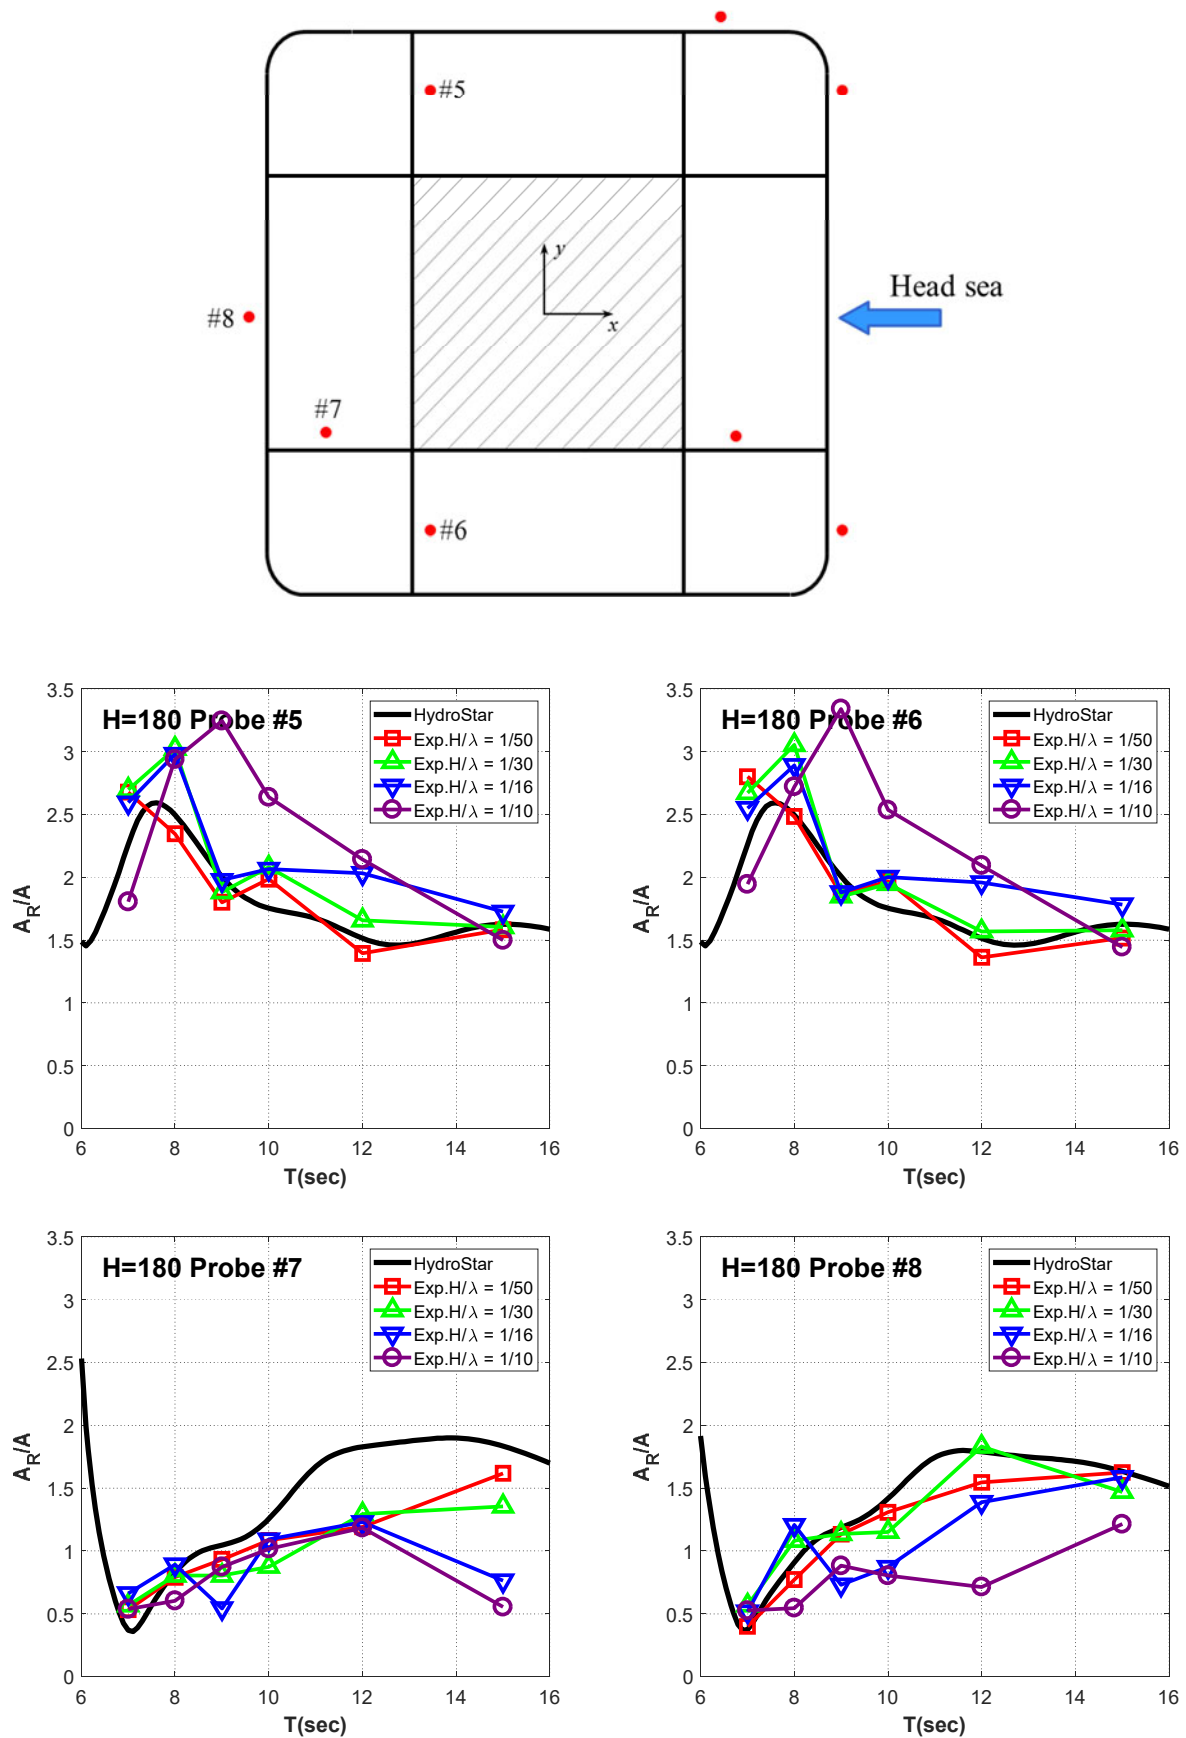 #5
y
x
Head sea
#8
#7
#6
H=180 Probe #5
HydroStar
Exp.H/λ = 1/50
Exp.H/λ = 1/30
Exp.H/λ = 1/16
Exp.H/λ = 1/10
3.5
3
2.5
2
1.5
1
0.5
0
A_R/A
6 8 10 12 14 16
T(sec)
H=180 Probe #6
HydroStar
Exp.H/λ = 1/50
Exp.H/λ = 1/30
Exp.H/λ = 1/16
Exp.H/λ = 1/10
3.5
3
2.5
2
1.5
1
0.5
0
A_R/A
6 8 10 12 14 16
T(sec)
H=180 Probe #7
HydroStar
Exp.H/λ = 1/50
Exp.H/λ = 1/30
Exp.H/λ = 1/16
Exp.H/λ = 1/10
3.5
3
2.5
2
1.5
1
0.5
0
A_R/A
6 8 10 12 14 16
T(sec)
H=180 Probe #8
HydroStar
Exp.H/λ = 1/50
Exp.H/λ = 1/30
Exp.H/λ = 1/16
Exp.H/λ = 1/10
3.5
3
2.5
2
1.5
1
0.5
0
A_R/A
6 8 10 12 14 16
T(sec)